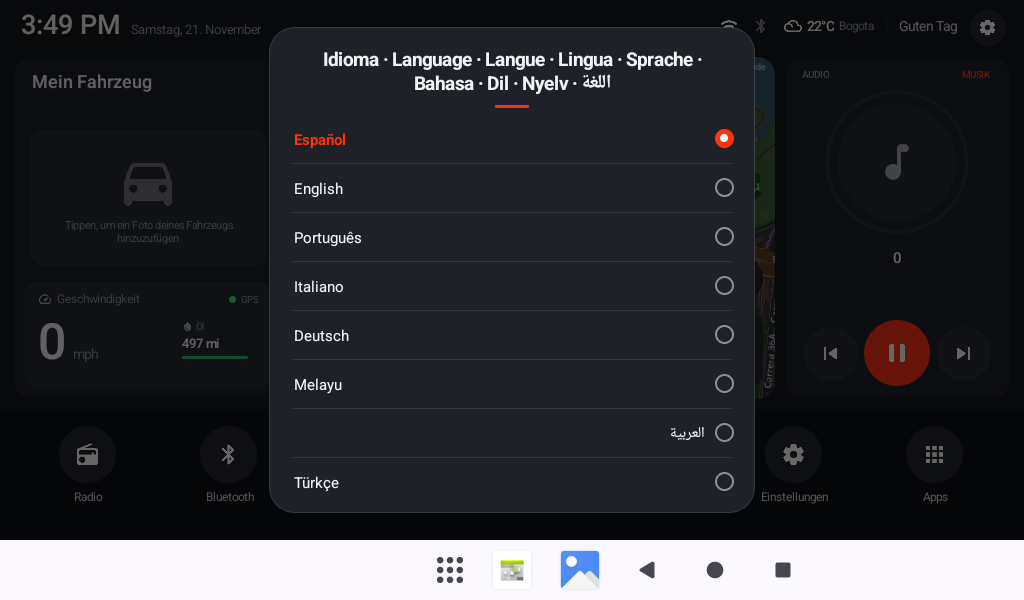 3:49 PM
Samstag, 21. November
22°C
Bogota
Guten Tag
Mein Fahrzeug
Tippen, um ein Foto deines Fahrzeugs
hinzuzufügen
Geschwindigkeit
GPS
0
mph
Öl
497 mi
Idioma · Language · Langue · Lingua · Sprache ·
Bahasa · Dil · Nyelv · اللغة
Español
English
Português
Italiano
Deutsch
Melayu
العربية
Türkçe
Carrera 36A
AUDIO
MUSIK
0
Radio
Bluetooth
Einstellungen
Apps